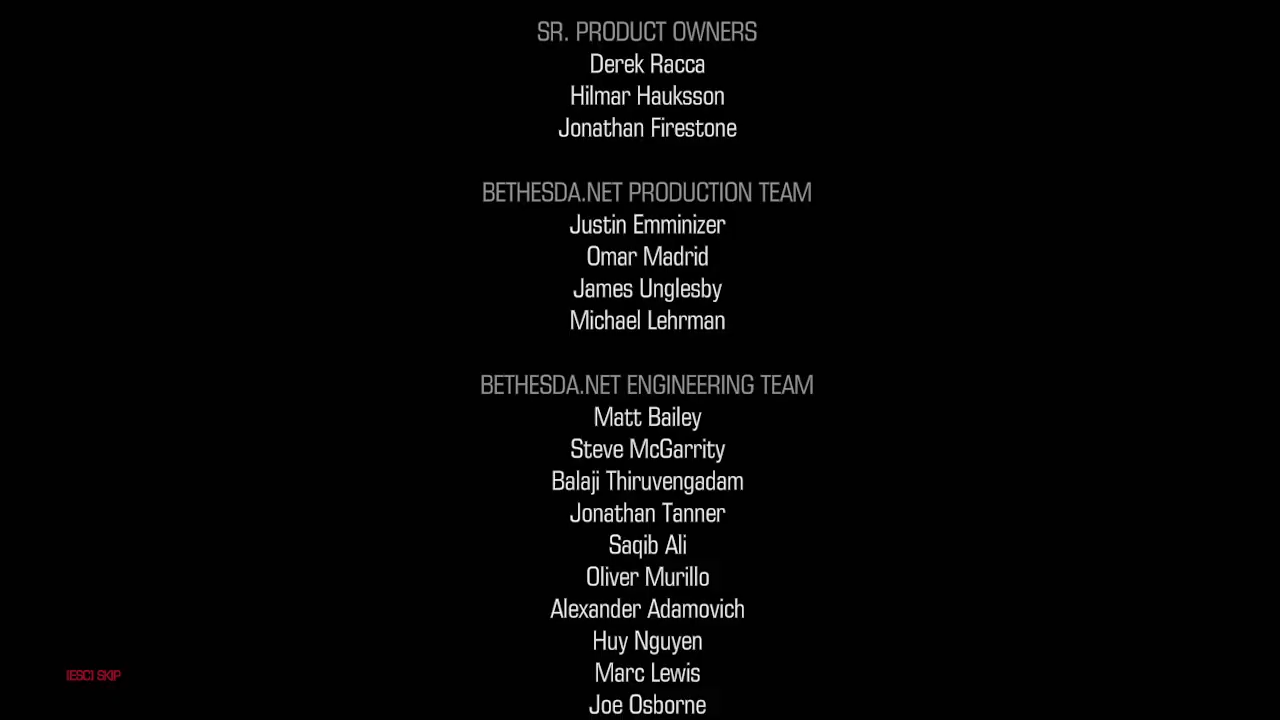 SR. PRODUCT OWNERS
Derek Racca
Hilmar Hauksson
Jonathan Firestone
BETHESDA.NET PRODUCTION TEAM
Justin Emminizer
Omar Madrid
James Unglesby
Michael Lehrman
BETHESDA.NET ENGINEERING TEAM
Matt Bailey
Steve McGarrity
Balaji Thiruvengadam
Jonathan Tanner
Saqib Ali
Oliver Murillo
Alexander Adamovich
Huy Nguyen
Marc Lewis
[ESC] SKIP
Joe Osborne